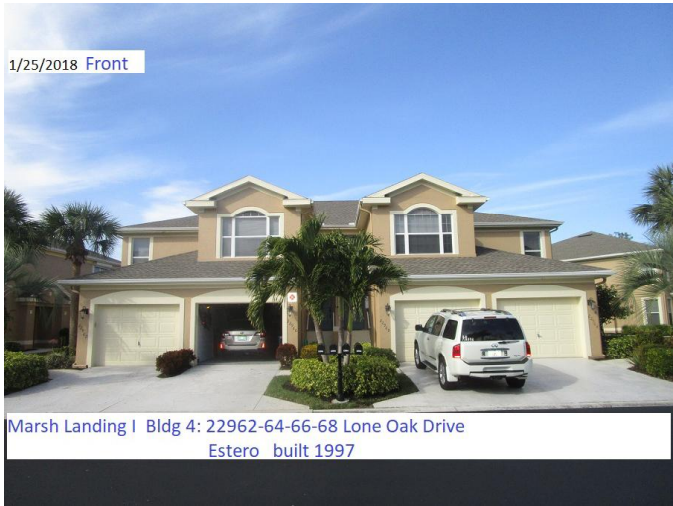 1/25/2018 Front
Marsh Landing I Bldg 4: 22962-64-66-68 Lone Oak Drive
Estero built 1997